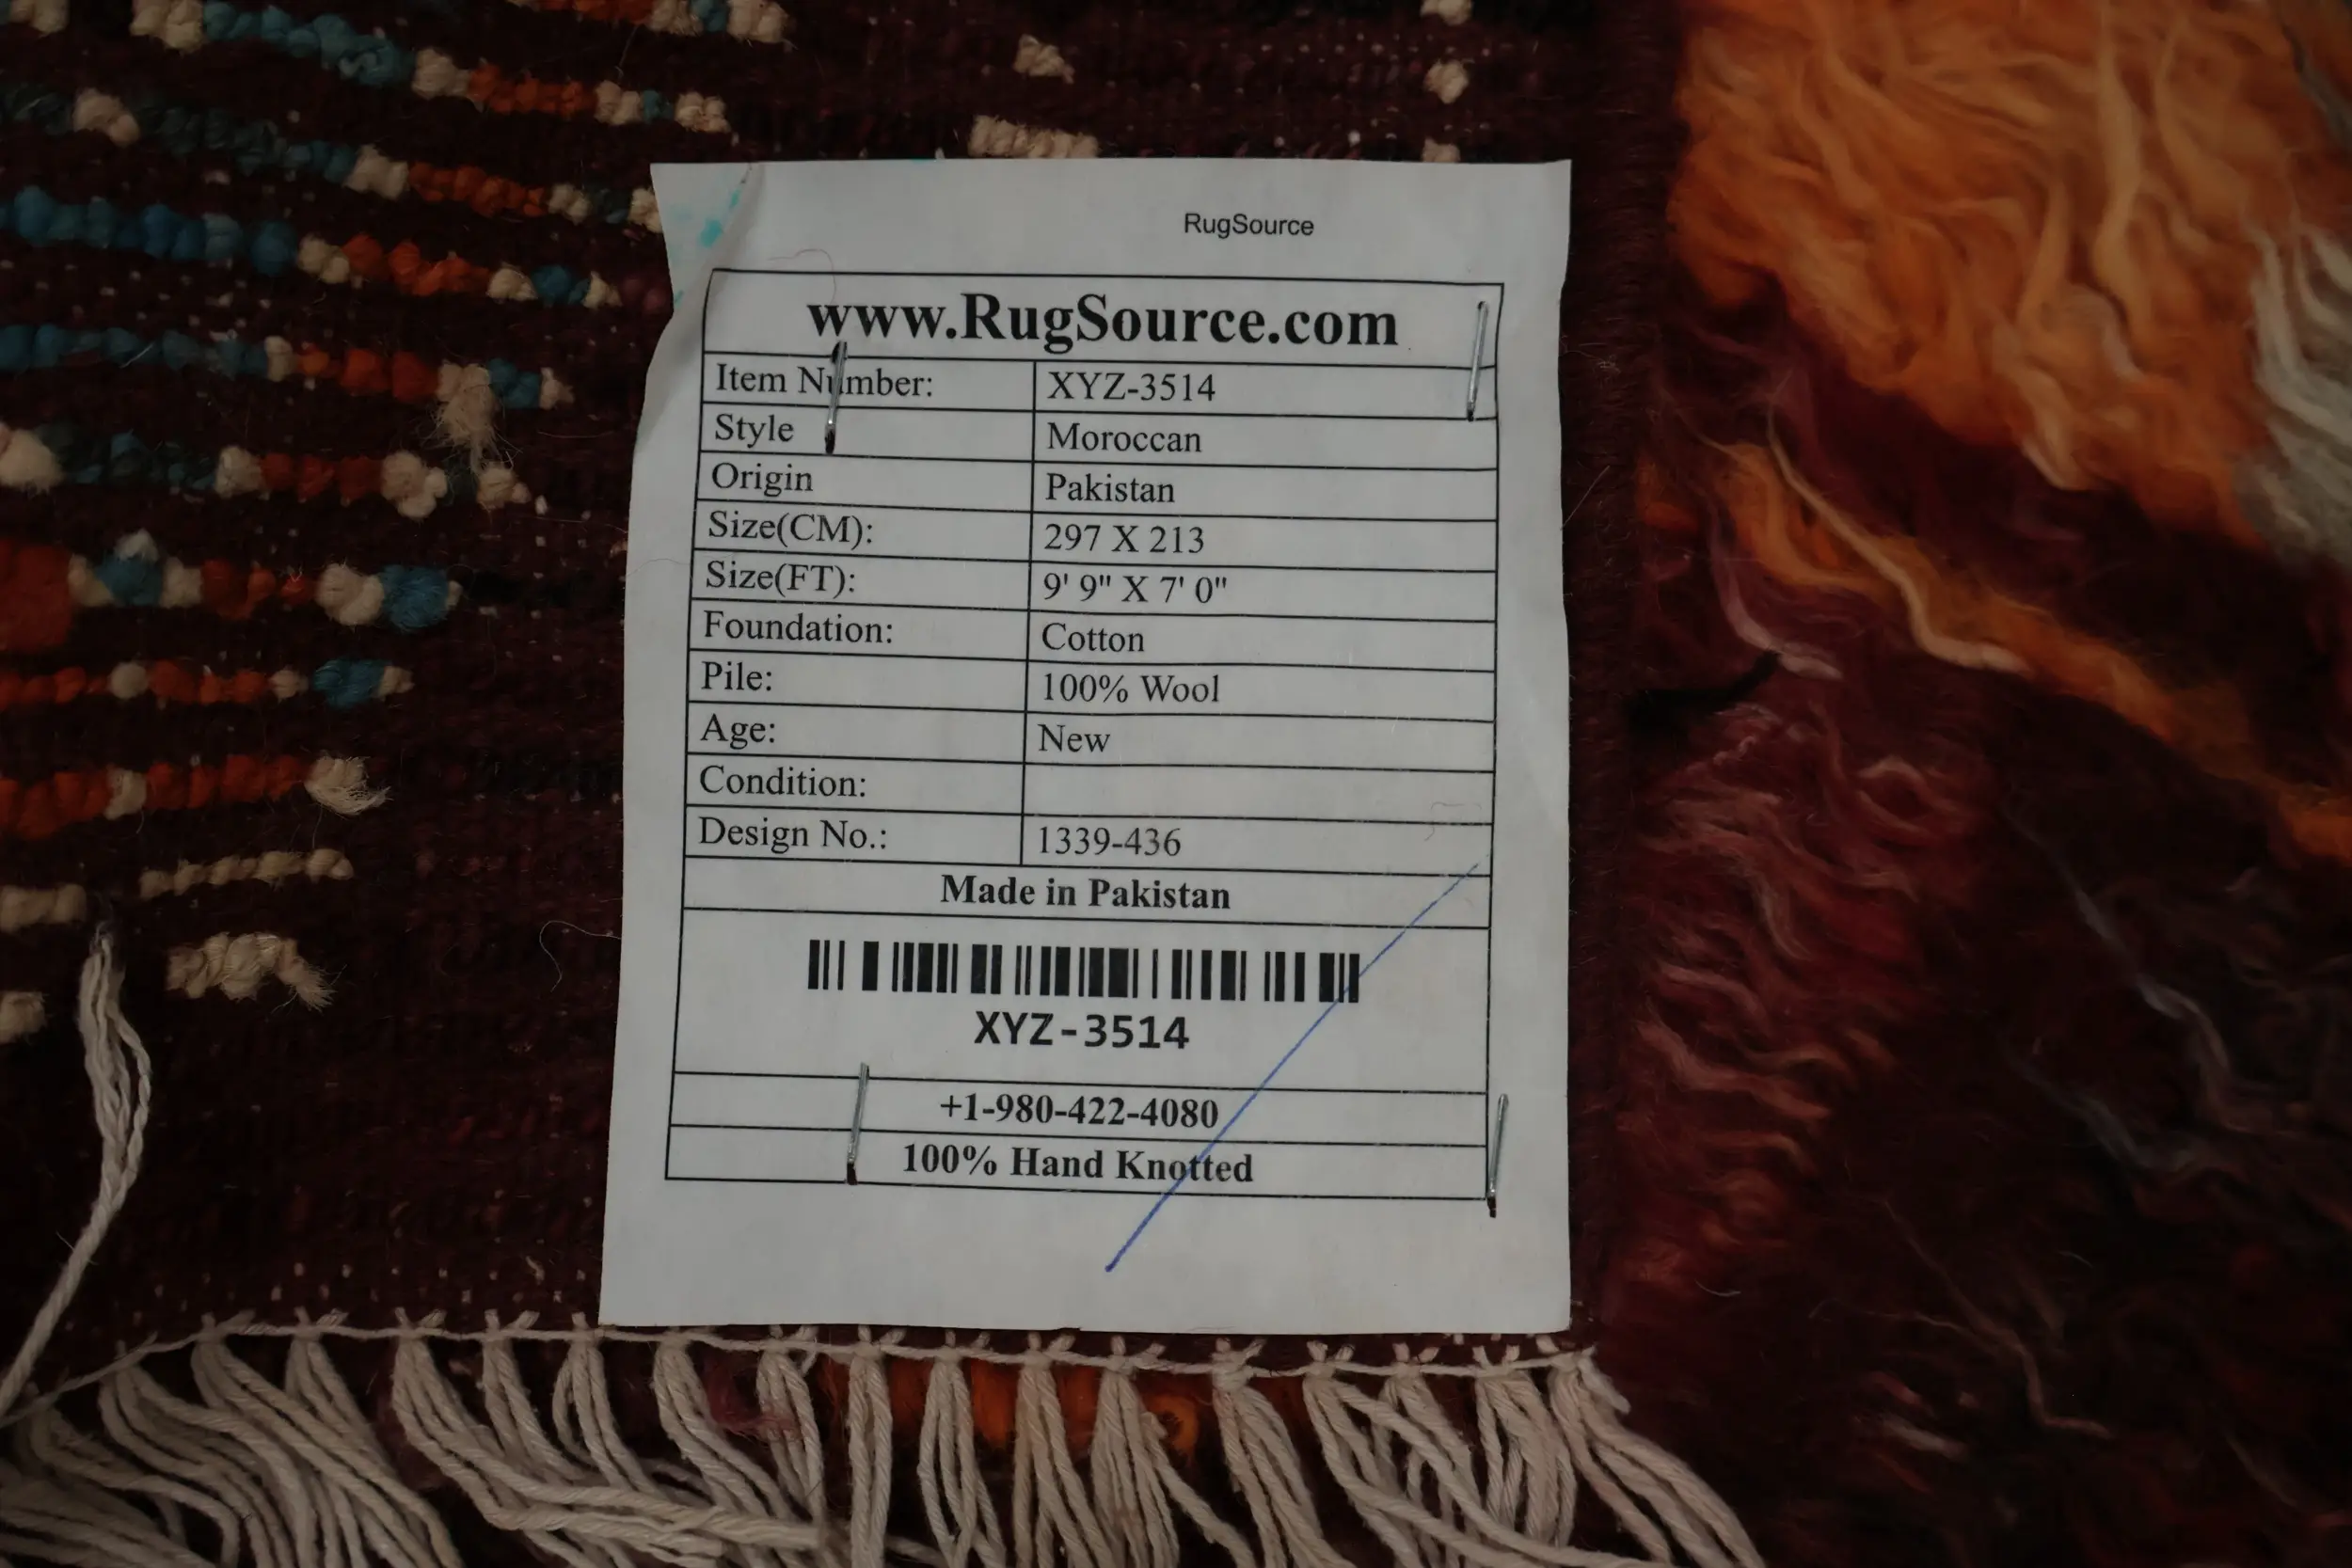 RugSource
www.RugSource.com
Item Number: XYZ-3514
Style Moroccan
Origin Pakistan
Size(CM): 297 X 213
Size(FT): 9' 9" X 7' 0"
Foundation: Cotton
Pile: 100% Wool
Age: New
Condition:
Design No.: 1339-436
Made in Pakistan
XYZ-3514
+1-980-422-4080
100% Hand Knotted